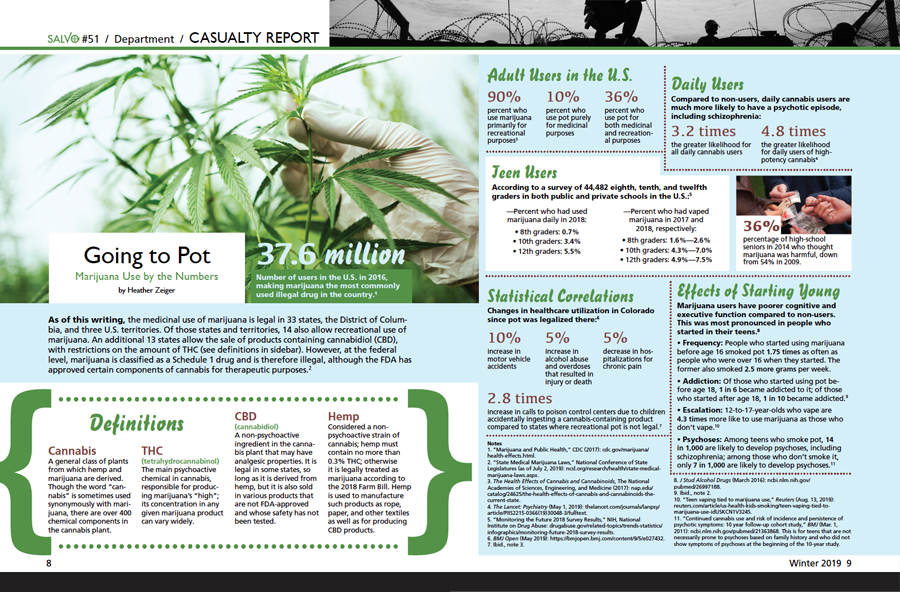 SALVO #51 / Department / CASUALTY REPORT
Going to Pot
Marijuana Use by the Numbers
by Heather Zeiger
37.6 million
Number of users in the U.S. in 2016,
making marijuana the most commonly
used illegal drug in the country.¹
As of this writing, the medicinal use of marijuana is legal in 33 states, the District of Colum-
bia, and three U.S. territories. Of those states and territories, 14 also allow recreational use of
marijuana. An additional 13 states allow the sale of products containing cannabidiol (CBD),
with restrictions on the amount of THC (see definitions in sidebar). However, at the federal
level, marijuana is classified as a Schedule 1 drug and is therefore illegal, although the FDA has
approved certain components of cannabis for therapeutic purposes.²
Definitions
Cannabis
A general class of plants
from which hemp and
marijuana are derived.
Though the word "can-
nabis" is sometimes used
synonymously with mari-
juana, there are over 400
chemical components in
the cannabis plant.
THC
(tetrahydrocannabinol)
The main psychoactive
chemical in cannabis,
responsible for produc-
ing marijuana's "high";
its concentration in any
given marijuana product
can vary widely.
CBD
(cannabidiol)
A non-psychoactive
ingredient in the canna-
bis plant that may have
analgesic properties. It is
legal in some states, so
long as it is derived from
hemp, but it is also sold
in various products that
are not FDA-approved
and whose safety has not
been tested.
Hemp
Considered a non-
psychoactive strain of
cannabis; hemp must
contain no more than
0.3% THC; otherwise
it is legally treated as
marijuana according to
the 2018 Farm Bill. Hemp
is used to manufacture
such products as rope,
paper, and other textiles
as well as for producing
CBD products.
8
Adult Users in the U.S.
90%
percent who
use marijuana
primarily for
recreational
purposes³
10%
percent who
use pot purely
for medicinal
purposes
36%
percent who
use pot for
both medicinal
and recreation-
al purposes
Daily Users
Compared to non-users, daily cannabis users are
much more likely to have a psychotic episode,
including schizophrenia:
3.2 times
the greater likelihood for
all daily cannabis users
4.8 times
the greater likelihood
for daily users of high-
potency cannabis⁴
Teen Users
According to a survey of 44,482 eighth, tenth, and twelfth
graders in both public and private schools in the U.S.:⁵
—Percent who had used
marijuana daily in 2018:
• 8th graders: 0.7%
• 10th graders: 3.4%
• 12th graders: 5.5%
—Percent who had vaped
marijuana in 2017 and
2018, respectively:
• 8th graders: 1.6%—2.6%
• 10th graders: 4.3%—7.0%
• 12th graders: 4.9%—7.5%
36%
percentage of high-school
seniors in 2014 who thought
marijuana was harmful, down
from 54% in 2009.
Statistical Correlations
Changes in healthcare utilization in Colorado
since pot was legalized there:⁶
10%
increase in
motor vehicle
accidents
5%
increase in
alcohol abuse
and overdoses
that resulted in
injury or death
5%
decrease in hos-
pitalizations for
chronic pain
2.8 times
increase in calls to poison control centers due to children
accidently ingesting a cannabis-containing product
compared to states where recreational pot is not legal.⁷
Effects of Starting Young
Marijuana users have poorer cognitive and
executive function compared to non-users.
This was most pronounced in people who
started in their teens.⁸
• Frequency: People who started using marijuana
before age 16 smoked pot 1.75 times as often as
people who were over 16 when they started. The
former also smoked 2.5 more grams per week.
• Addiction: Of those who started using pot be-
fore age 18, 1 in 6 became addicted to it; of those
who started after age 18, 1 in 10 became addicted.⁹
• Escalation: 12-to-17-year-olds who vape are
4.3 times more like to use marijuana as those who
don't vape.¹⁰
• Psychoses: Among teens who smoke pot, 14
in 1,000 are likely to develop psychoses, including
schizophrenia; among those who don't smoke it,
only 7 in 1,000 are likely to develop psychoses.¹¹
Notes
1. "Marijuana and Public Health," CDC (2017): cdc.gov/marijuana/
health-effects.html.
2. "State Medical Marijuana Laws," National Conference of State
Legislatures (as of July 2, 2019): ncsl.org/research/health/state-medical-
marijuana-laws.aspx.
3. The Health Effects of Cannabis and Cannabinoids, The National
Academies of Sciences, Engineering, and Medicine (2017): nap.edu/
catalog/24625/the-health-effects-of-cannabis-and-cannabinoids-the-
current-state.
4. The Lancet: Psychiatry (May 1, 2019): thelancet.com/journals/lanpsy/
article/PIIS2215-0366(19)30048-3/fulltext.
5. "Monitoring the Future 2018 Survey Results," NIH, National
Institute on Drug Abuse: drugabuse.gov/related-topics/trends-statistics/
infographics/monitoring-future-2018-survey-results.
6. BMJ Open (May 2019): https://bmjopen.bmj.com/content/9/5/e027432.
7. Ibid., note 3.
8. J Stud Alcohol Drugs (March 2016): ncbi.nlm.nih.gov/
pubmed/26997188.
9. Ibid., note 2.
10. "Teen vaping tied to marijuana use," Reuters (Aug. 13, 2019):
reuters.com/article/us-health-kids-smoking/teen-vaping-tied-to-
marijuana-use-idUSKCN1V324S.
11. "Continued cannabis use and risk of incidence and persistence of
psychotic symptoms: 10 year follow-up cohort study," BMJ (Mar. 1,
2011): ncbi.nlm.nih.gov/pubmed/21363868. This is for teens that are not
necessarily prone to psychoses based on family history and who did not
show symptoms of psychoses at the beginning of the 10-year study.
Winter 2019 9